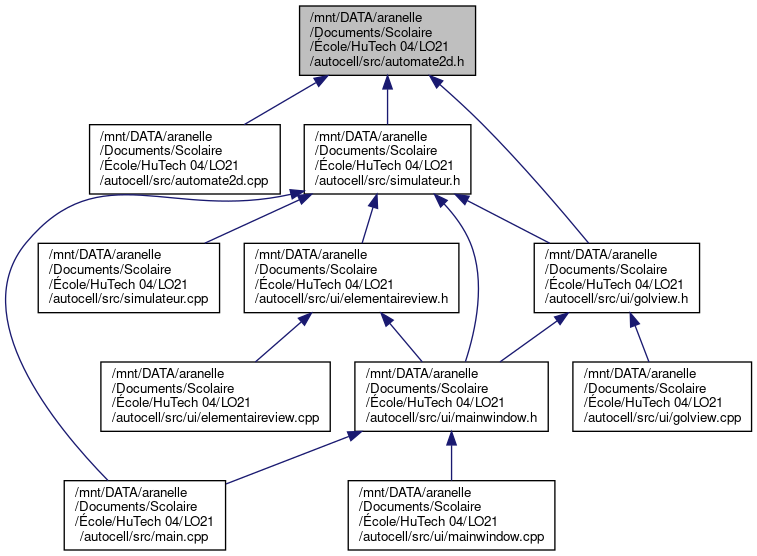 /mnt/DATA/aranelle
/Documents/Scolaire
/École/HuTech 04/LO21
/autocell/src/automate2d.h
/mnt/DATA/aranelle
/Documents/Scolaire
/École/HuTech 04/LO21
/autocell/src/automate2d.cpp
/mnt/DATA/aranelle
/Documents/Scolaire
/École/HuTech 04/LO21
/autocell/src/simulateur.h
/mnt/DATA/aranelle
/Documents/Scolaire
/École/HuTech 04/LO21
/autocell/src/simulateur.cpp
/mnt/DATA/aranelle
/Documents/Scolaire
/École/HuTech 04/LO21
/autocell/src/ui/elementaireview.h
/mnt/DATA/aranelle
/Documents/Scolaire
/École/HuTech 04/LO21
/autocell/src/ui/golview.h
/mnt/DATA/aranelle
/Documents/Scolaire
/École/HuTech 04/LO21
/autocell/src/ui/elementaireview.cpp
/mnt/DATA/aranelle
/Documents/Scolaire
/École/HuTech 04/LO21
/autocell/src/ui/mainwindow.h
/mnt/DATA/aranelle
/Documents/Scolaire
/École/HuTech 04/LO21
/autocell/src/ui/golview.cpp
/mnt/DATA/aranelle
/Documents/Scolaire
/École/HuTech 04/LO21
/autocell/src/main.cpp
/mnt/DATA/aranelle
/Documents/Scolaire
/École/HuTech 04/LO21
/autocell/src/ui/mainwindow.cpp